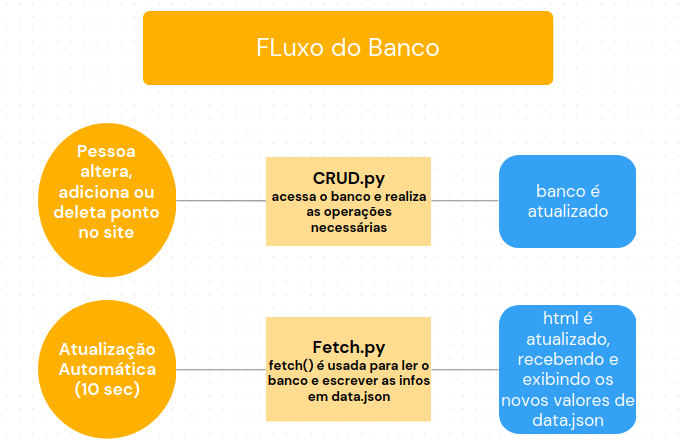 FLuxo do Banco
Pessoa
altera,
adiciona ou
deleta ponto
no site
CRUD.py
acessa o banco e realiza
as operações
necessárias
banco é
atualizado
Atualização
Automática
(10 sec)
Fetch.py
fetch() é usada para ler o
banco e escrever as infos
em data.json
html é
atualizado,
recebendo e
exibindo os
novos valores de
data.json